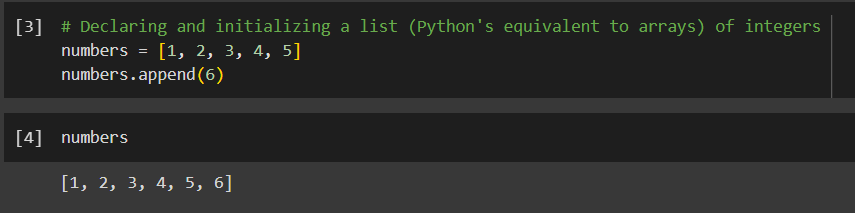 [3] # Declaring and initializing a list (Python's equivalent to arrays) of integers
numbers = [1, 2, 3, 4, 5]
numbers.append(6)
[4] numbers
[1, 2, 3, 4, 5, 6]